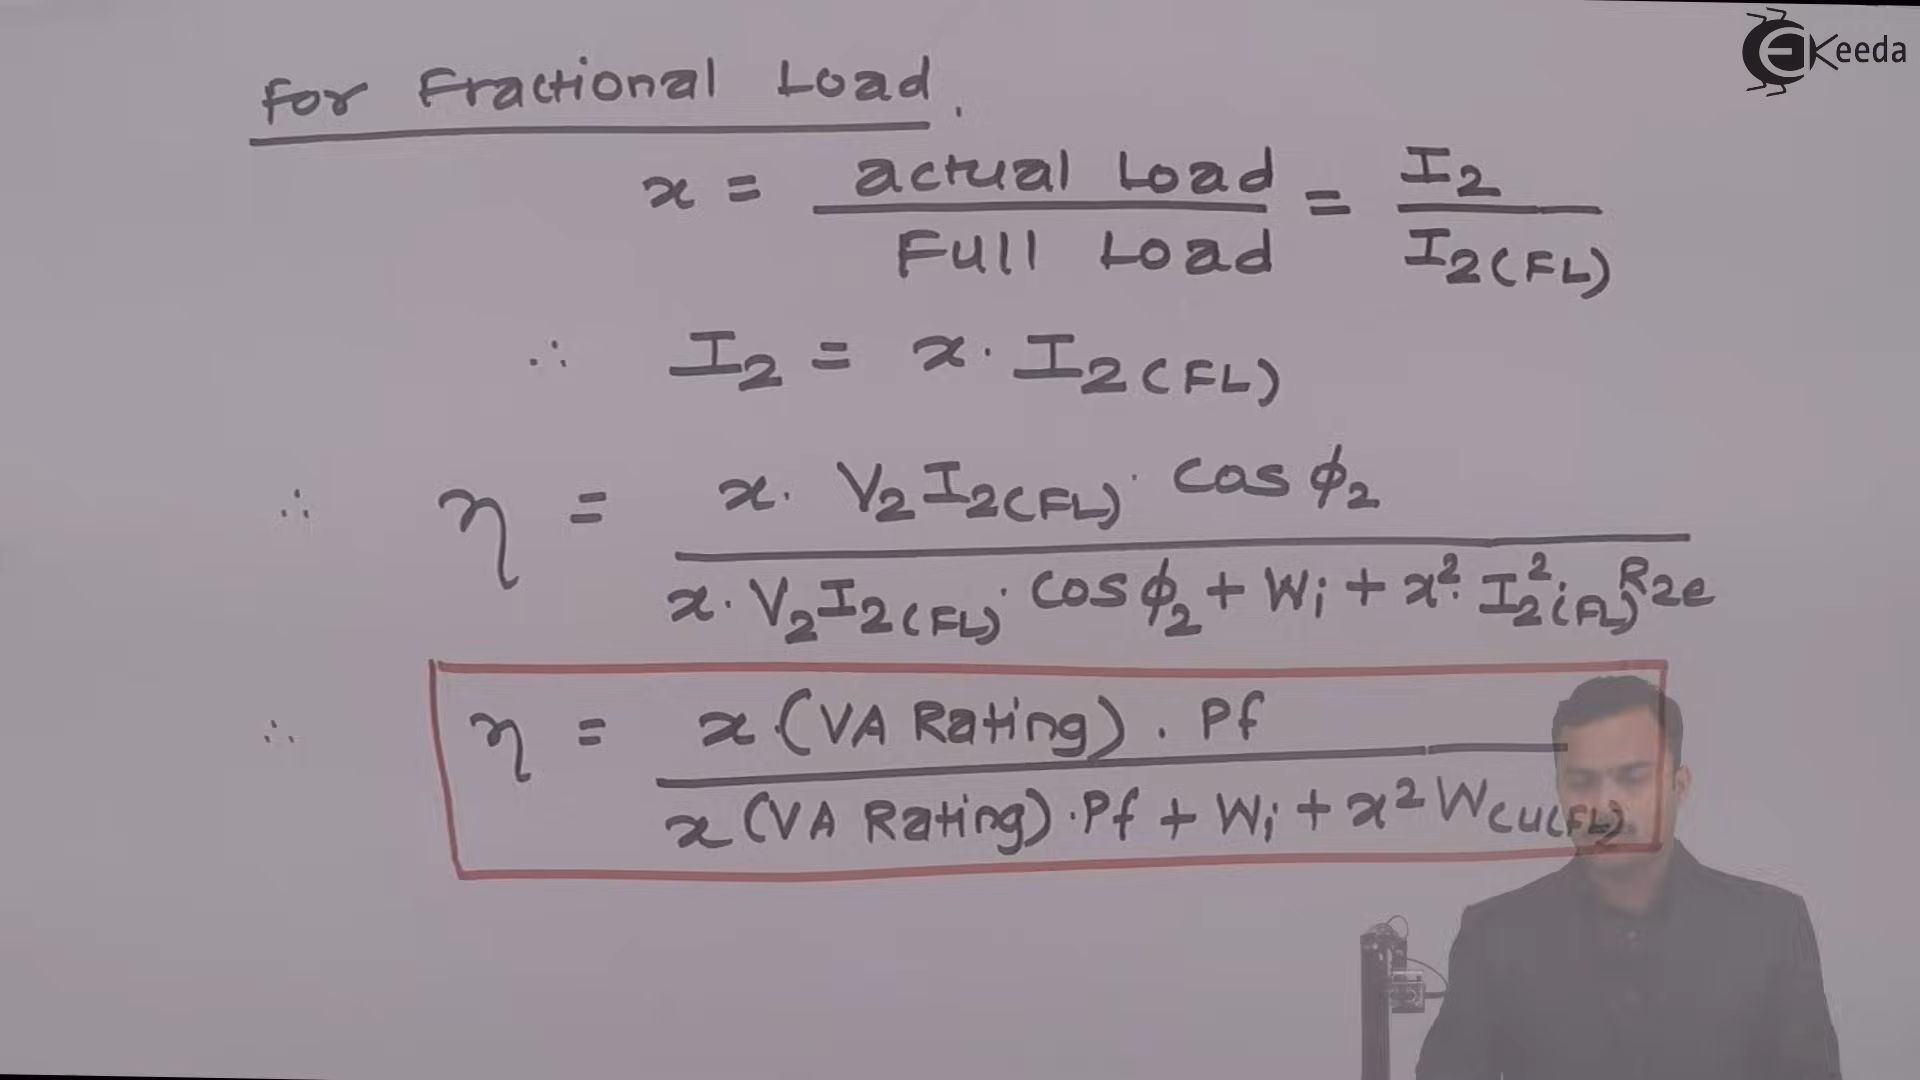 Keeda
For Fractional Load.
x = actual Load / Full Load = I₂ / I₂(FL)
∴ I₂ = x · I₂(FL)
∴ η = x · V₂ I₂(FL) · cos ϕ₂ / x · V₂ I₂(FL) · cos ϕ₂ + Wi + x² · I₂²(FL) R₂e
∴ η = x · (VA Rating) · Pf / x (VA Rating) · Pf + Wi + x² Wcu(FL)